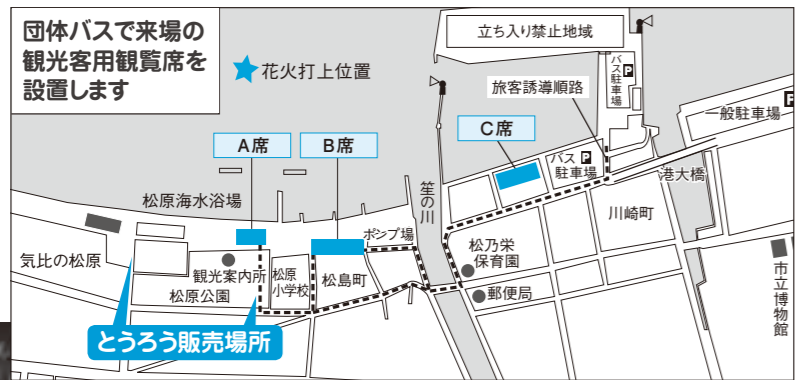 団体バスで来場の
観光客用観覧席を
設置します
花火打上位置
立ち入り禁止地域
バス駐車場 P
旅客誘導順路
一般駐車場 P
A席
B席
C席
バス P
駐車場
港大橋
松原海水浴場
笙の川
川崎町
ポンプ場
気比の松原
観光案内所
松原公園
松原
小学校
松島町
松乃栄
保育園
郵便局
市立博物館
とうろう販売場所